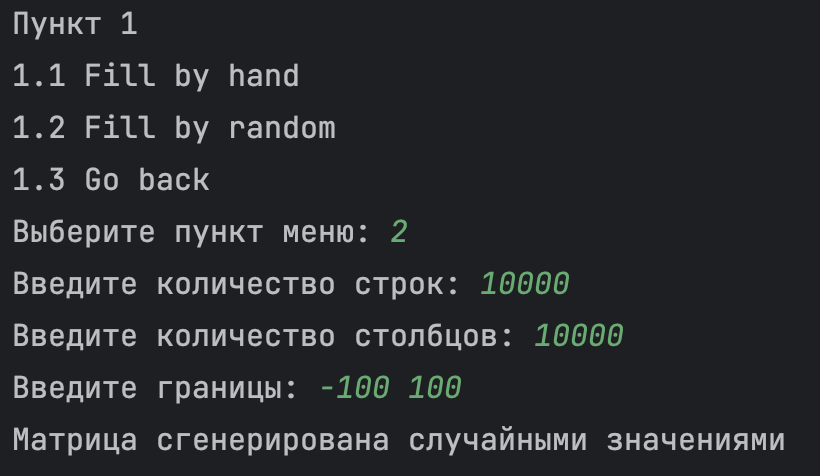 Пункт 1
1.1 Fill by hand
1.2 Fill by random
1.3 Go back
Выберите пункт меню: 2
Введите количество строк: 10000
Введите количество столбцов: 10000
Введите границы: -100 100
Матрица сгенерирована случайными значениями